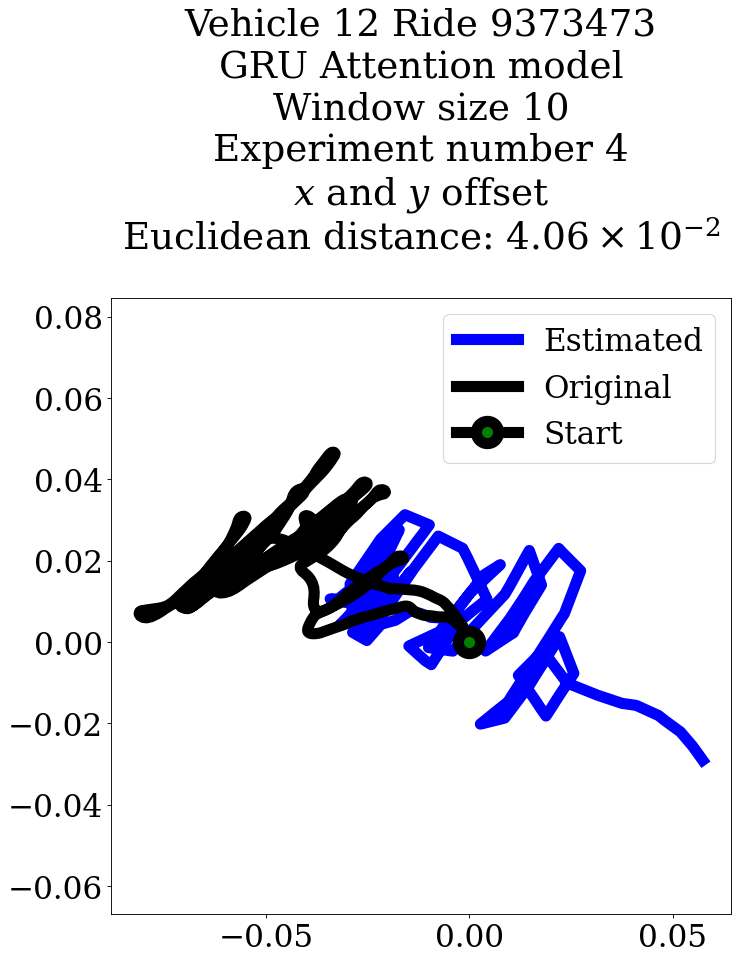 Vehicle 12 Ride 9373473
GRU Attention model
Window size 10
Experiment number 4
x and y offset
Euclidean distance: 4.06 × 10⁻²
Estimated
Original
Start
0.08
0.06
0.04
0.02
0.00
−0.02
−0.04
−0.06
−0.05 0.00 0.05